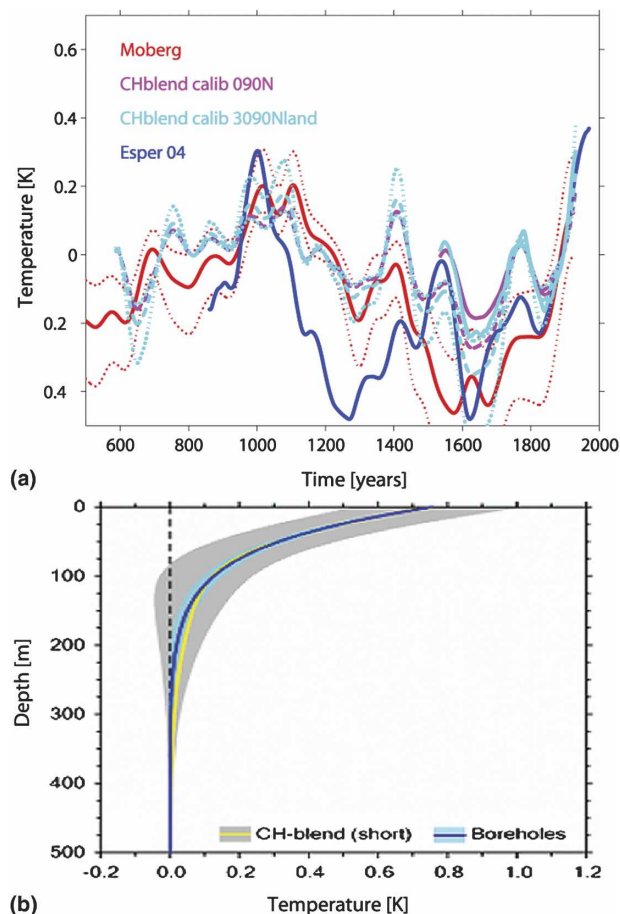 0.6
Moberg
CHblend calib 090N
0.4
CHblend calib 3090Nland
Esper 04
0.2
0
0.2
0.4
Temperature [K]
600 800 1000 1200 1400 1600 1800 2000
(a) Time [years]
0
100
200
300
400
500
Depth [m]
CH-blend (short) Boreholes
-0.2 0.0 0.2 0.4 0.6 0.8 1.0 1.2
(b) Temperature [K]